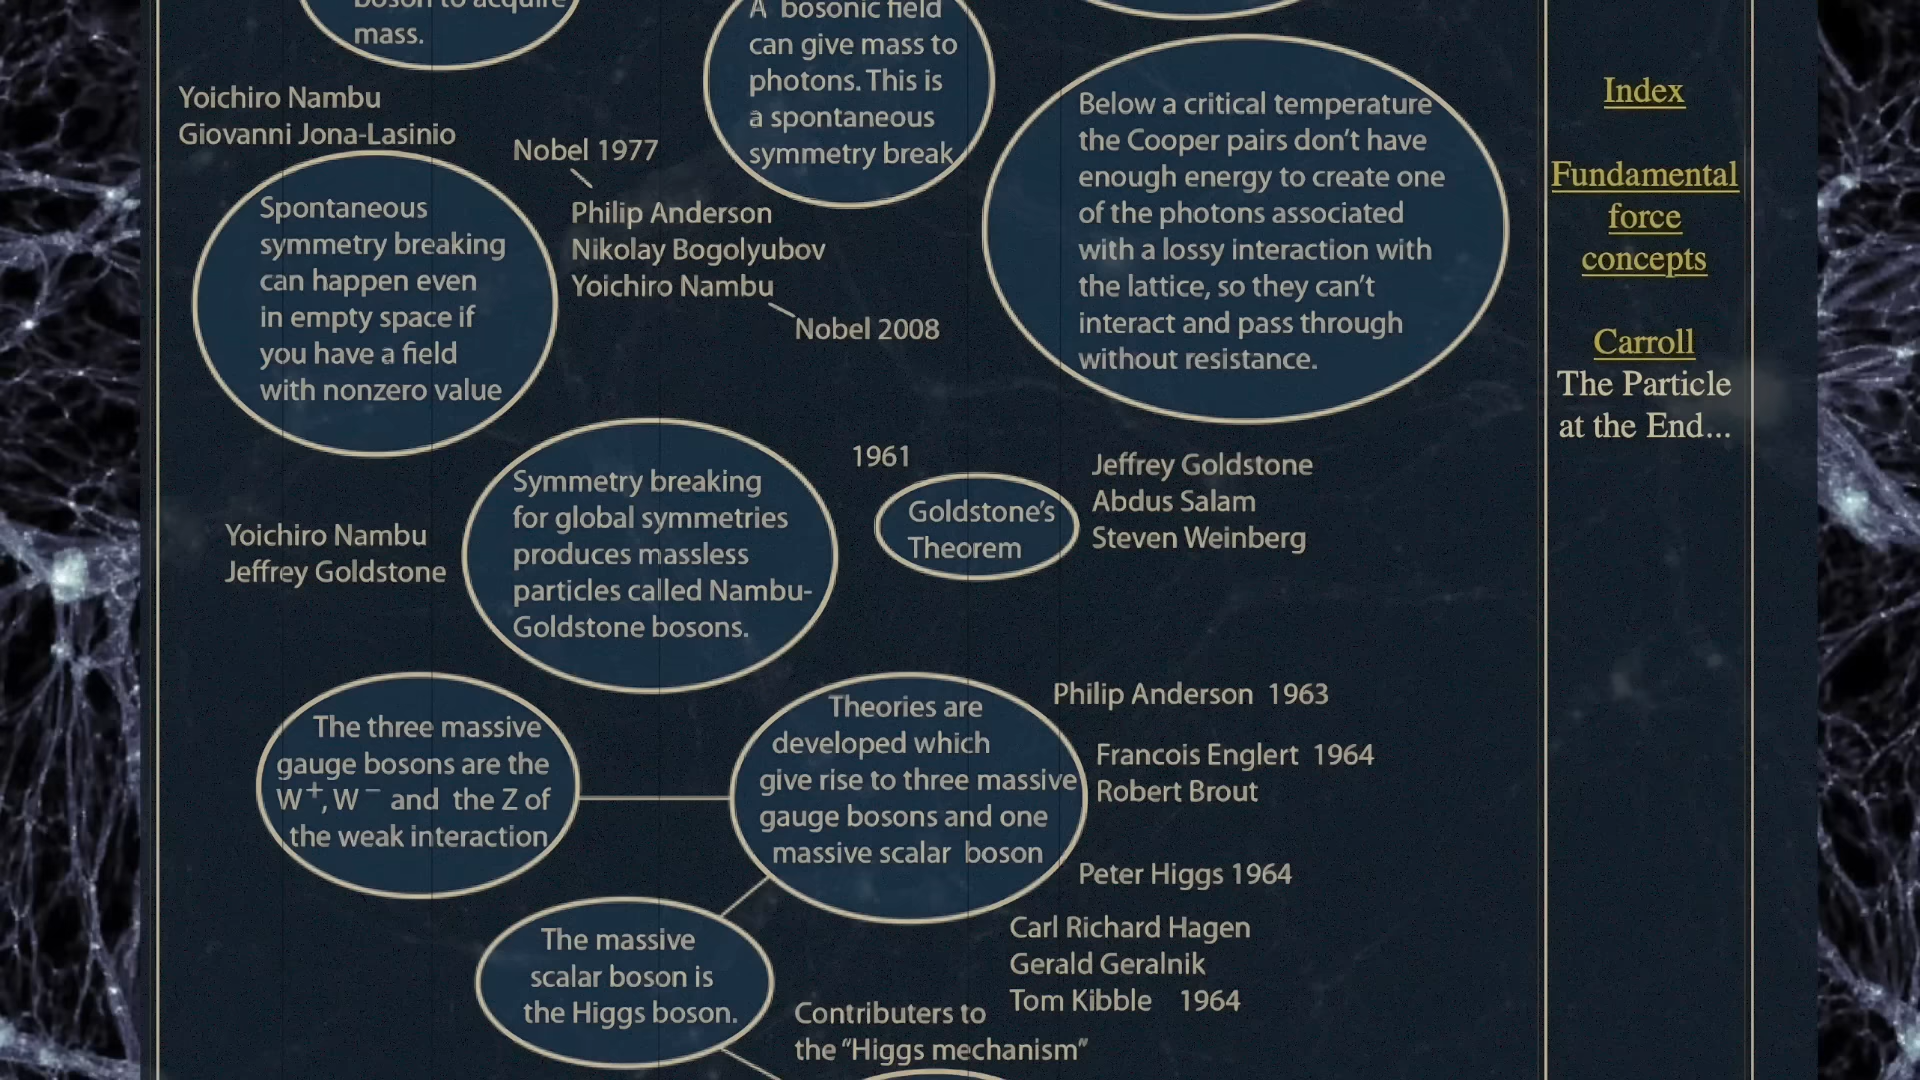 boson to acquire
mass.
A bosonic field
can give mass to
photons. This is
a spontaneous
symmetry break
Yoichiro Nambu
Giovanni Jona-Lasinio
Spontaneous
symmetry breaking
can happen even
in empty space if
you have a field
with nonzero value
Nobel 1977
Philip Anderson
Nikolay Bogolyubov
Yoichiro Nambu
Nobel 2008
Below a critical temperature
the Cooper pairs don't have
enough energy to create one
of the photons associated
with a lossy interaction with
the lattice, so they can't
interact and pass through
without resistance.
Yoichiro Nambu
Jeffrey Goldstone
Symmetry breaking
for global symmetries
produces massless
particles called Nambu-
Goldstone bosons.
1961
Goldstone's
Theorem
Jeffrey Goldstone
Abdus Salam
Steven Weinberg
The three massive
gauge bosons are the
W⁺, W⁻ and the Z of
the weak interaction
Theories are
developed which
give rise to three massive
gauge bosons and one
massive scalar boson
Philip Anderson 1963
Francois Englert 1964
Robert Brout
Peter Higgs 1964
Carl Richard Hagen
Gerald Geralnik
Tom Kibble 1964
The massive
scalar boson is
the Higgs boson.
Contributers to
the "Higgs mechanism"
Index
Fundamental
force
concepts
Carroll
The Particle
at the End...